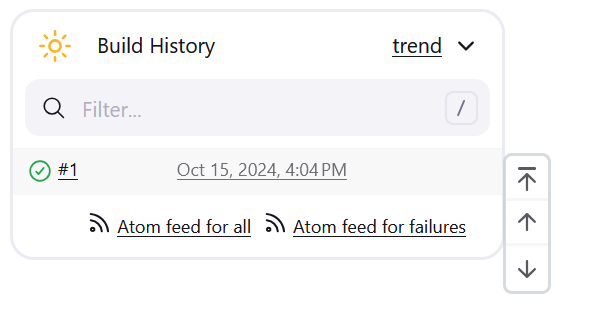 Build History trend
Filter... /
#1 Oct 15, 2024, 4:04 PM
Atom feed for all Atom feed for failures